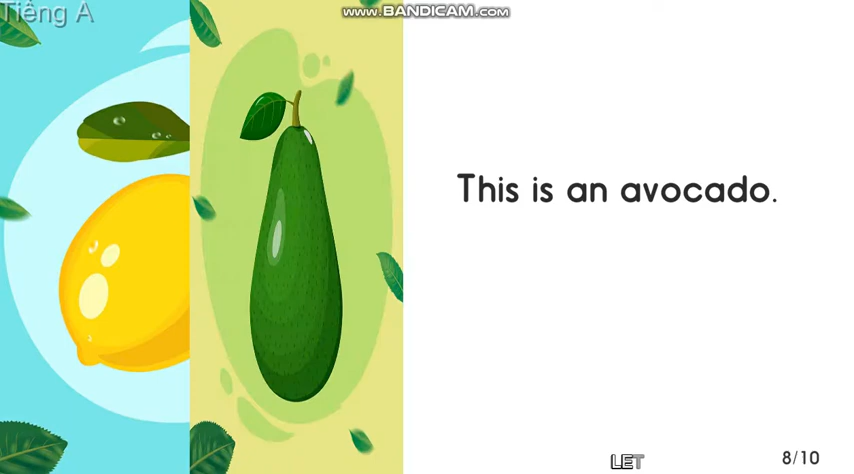 Tiếng A
www.BANDICAM.com
This is an avocado.
LET
8/10